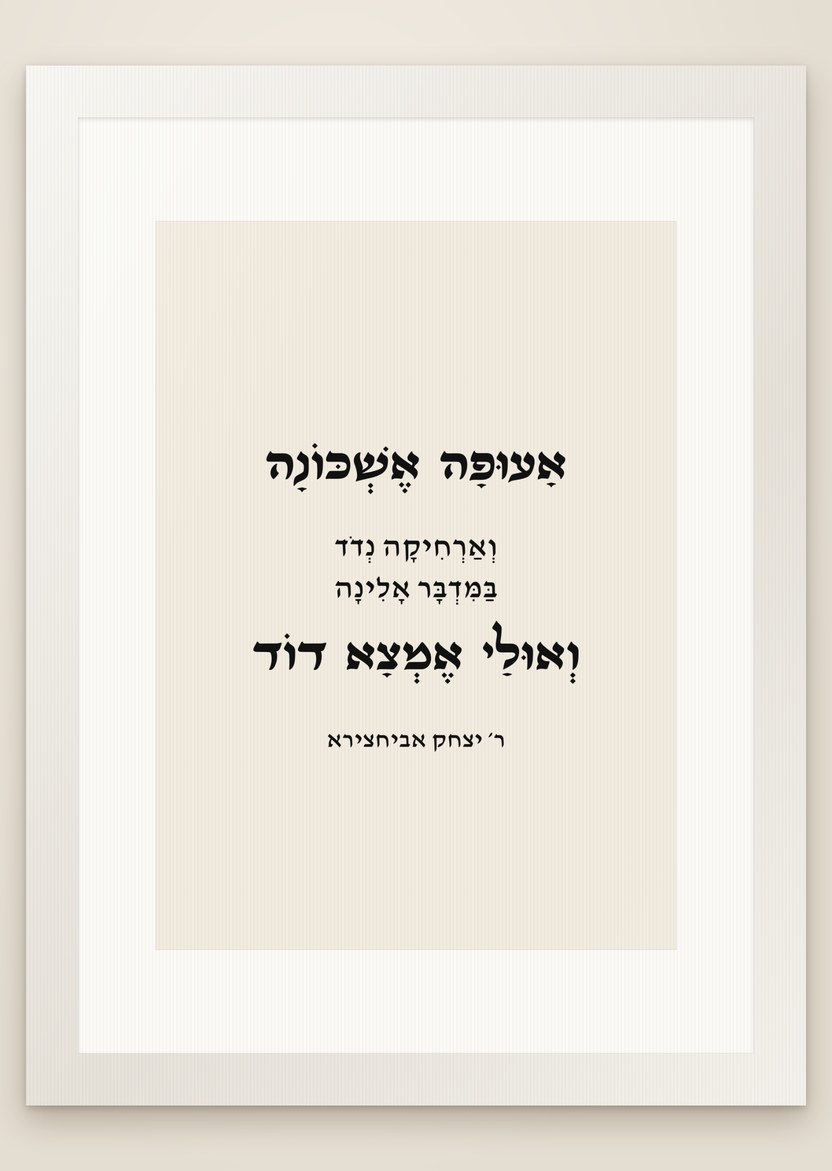 אָעוּפָה אֶשְׁכּוֹנָה
וְאַרְחִיקָה נְדֹד
בַּמִּדְבָּר אָלִינָה
וְאוּלַי אֶמְצָא דוֹד
ר׳ יצחק אביחצירא